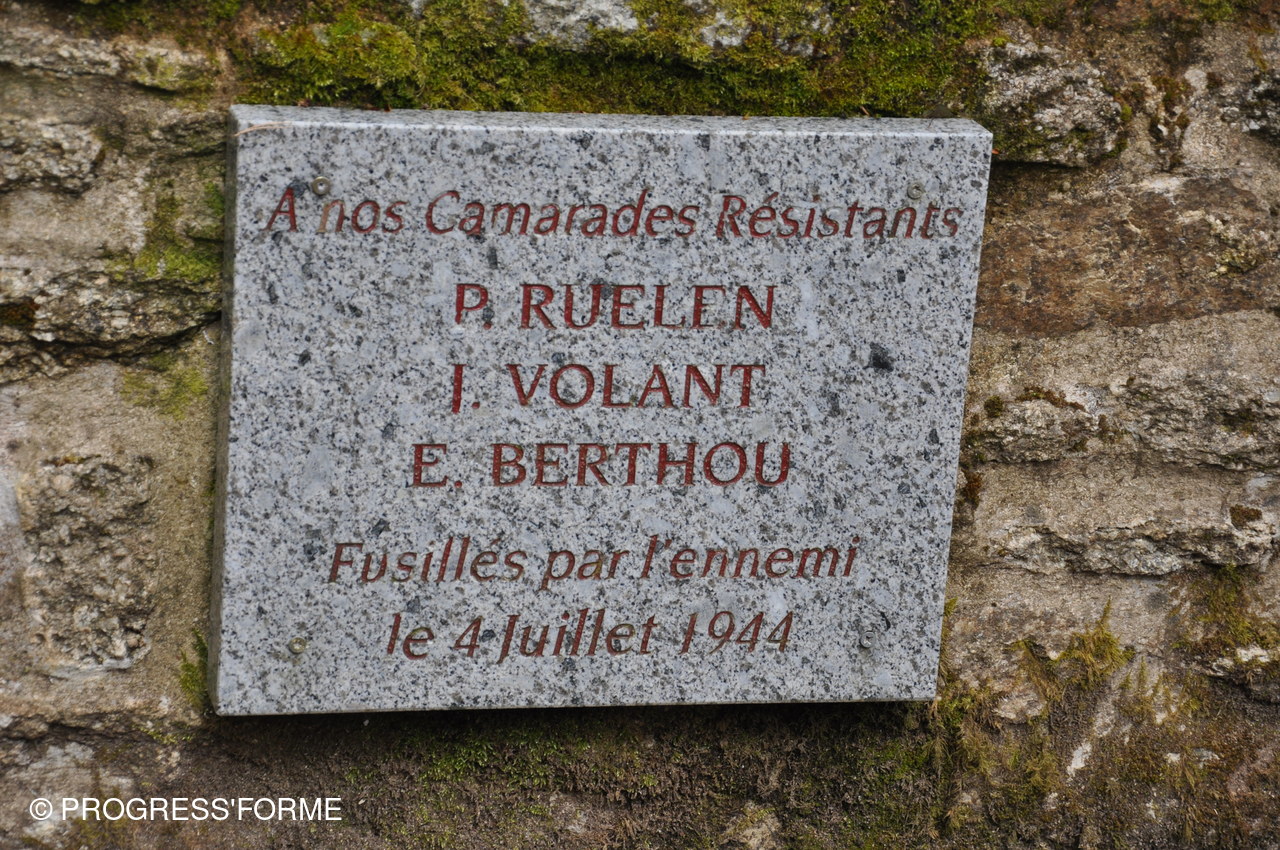 A nos Camarades Résistants
P. RUELEN
J. VOLANT
E. BERTHOU
Fusillés par l'ennemi
le 4 Juillet 1944
© PROGRESS'FORME